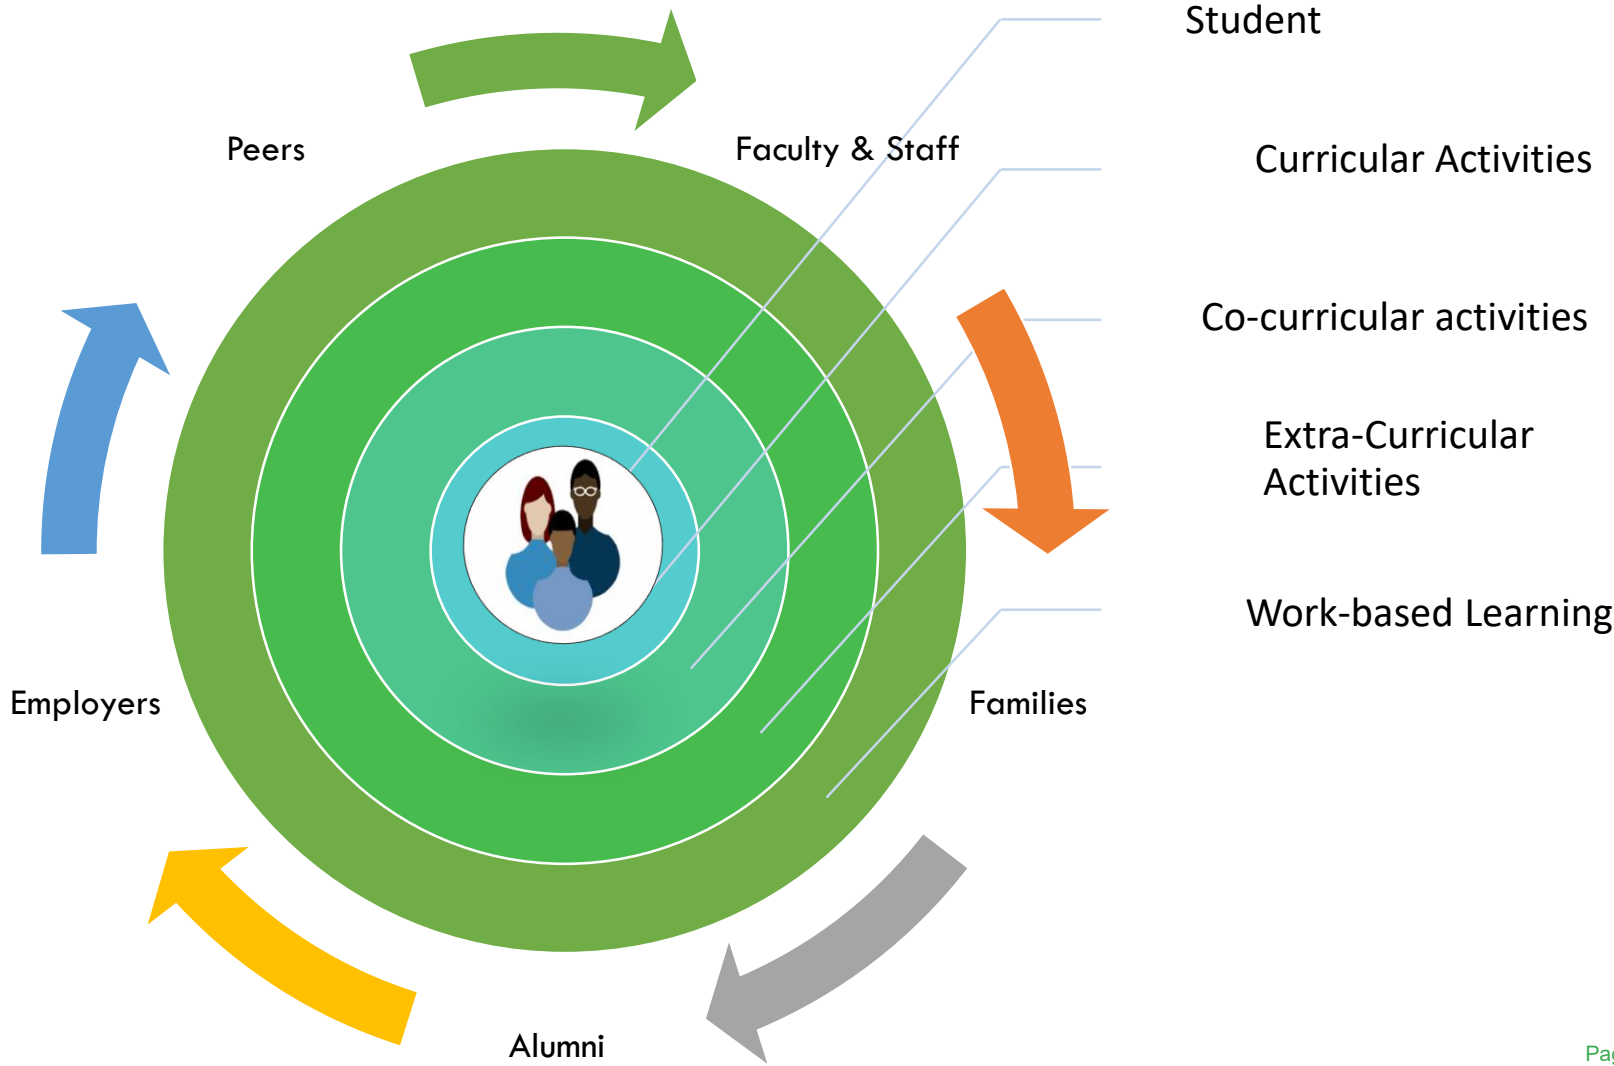 Student
Peers
Faculty & Staff
Curricular Activities
Co-curricular activities
Extra-Curricular
Activities
Work-based Learning
Employers
Families
Alumni